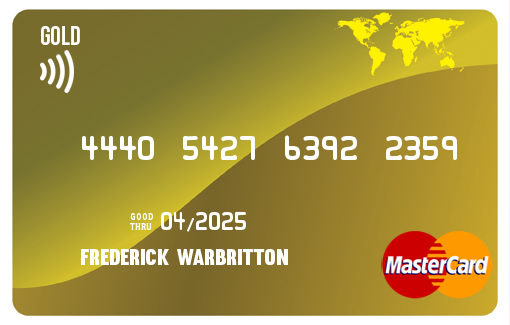 GOLD
4440 5427 6392 2359
GOOD
THRU 04/2025
FREDERICK WARBRITTON
MasterCard